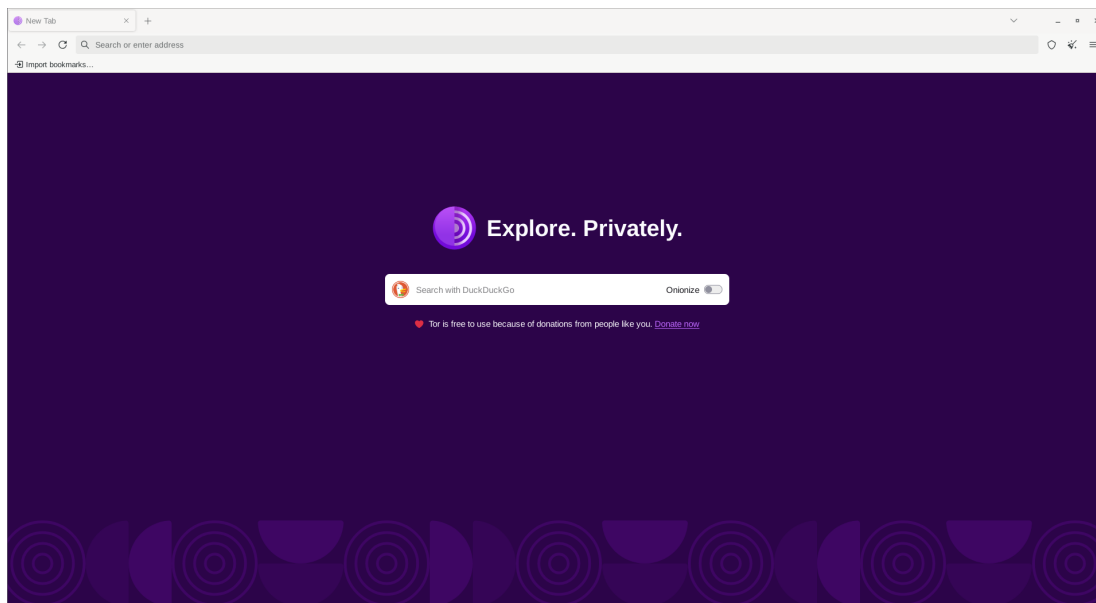 New Tab
Search or enter address
Import bookmarks...
Explore. Privately.
Search with DuckDuckGo Onionize
Tor is free to use because of donations from people like you. Donate now